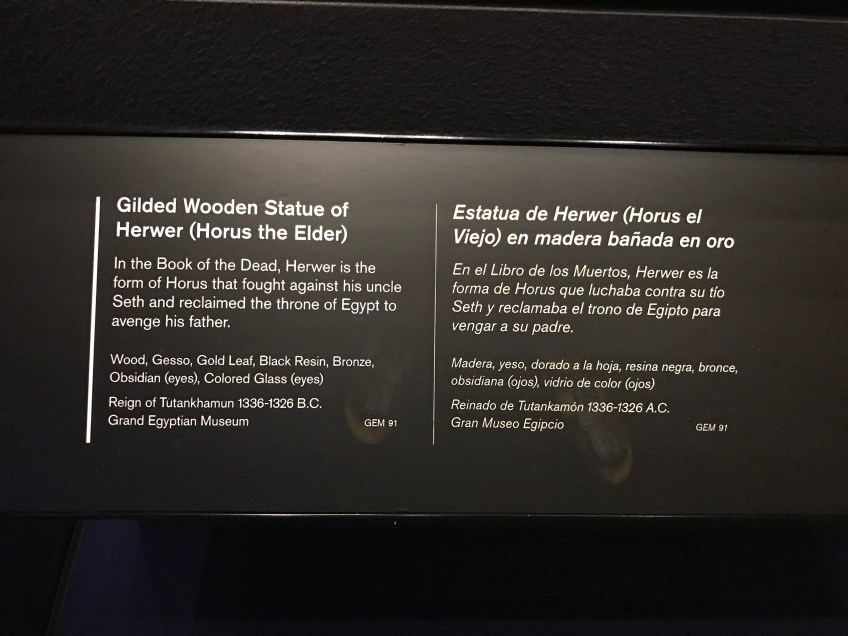 Gilded Wooden Statue of
Herwer (Horus the Elder)
In the Book of the Dead, Herwer is the
form of Horus that fought against his uncle
Seth and reclaimed the throne of Egypt to
avenge his father.
Wood, Gesso, Gold Leaf, Black Resin, Bronze,
Obsidian (eyes), Colored Glass (eyes)
Reign of Tutankhamun 1336-1326 B.C.
Grand Egyptian Museum
GEM 91
Estatua de Herwer (Horus el
Viejo) en madera bañada en oro
En el Libro de los Muertos, Herwer es la
forma de Horus que luchaba contra su tío
Seth y reclamaba el trono de Egipto para
vengar a su padre.
Madera, yeso, dorado a la hoja, resina negra, bronce,
obsidiana (ojos), vidrio de color (ojos)
Reinado de Tutankamón 1336-1326 A.C.
Gran Museo Egipcio
GEM 91